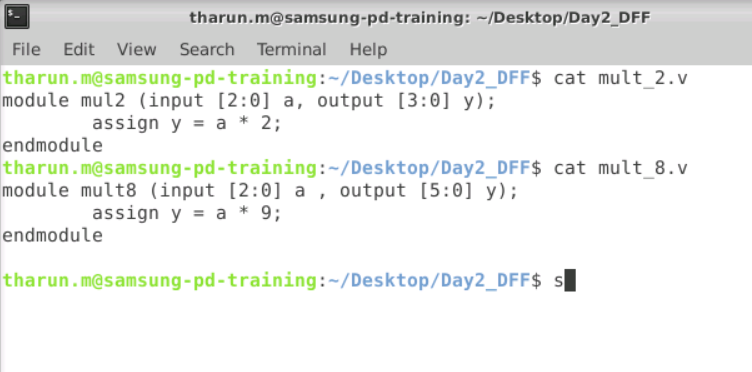 tharun.m@samsung-pd-training: ~/Desktop/Day2_DFF
File Edit View Search Terminal Help
tharun.m@samsung-pd-training:~/Desktop/Day2_DFF$ cat mult_2.v
module mul2 (input [2:0] a, output [3:0] y);
        assign y = a * 2;
endmodule
tharun.m@samsung-pd-training:~/Desktop/Day2_DFF$ cat mult_8.v
module mult8 (input [2:0] a , output [5:0] y);
        assign y = a * 9;
endmodule
tharun.m@samsung-pd-training:~/Desktop/Day2_DFF$ s